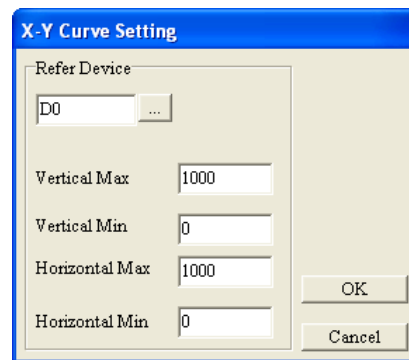 X-Y Curve Setting
Refer Device
D0
...
Vertical Max 1000
Vertical Min 0
Horizontal Max 1000
Horizontal Min 0
OK
Cancel